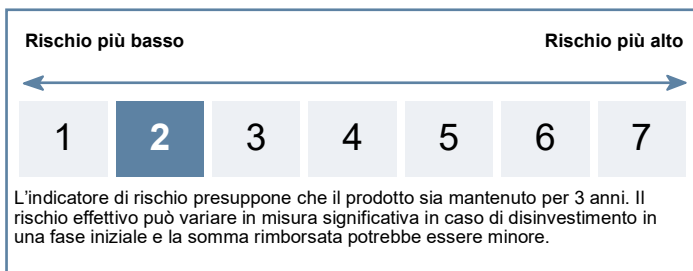 Rischio più basso Rischio più alto
1 2 3 4 5 6 7
L'indicatore di rischio presuppone che il prodotto sia mantenuto per 3 anni. Il
rischio effettivo può variare in misura significativa in caso di disinvestimento in
una fase iniziale e la somma rimborsata potrebbe essere minore.